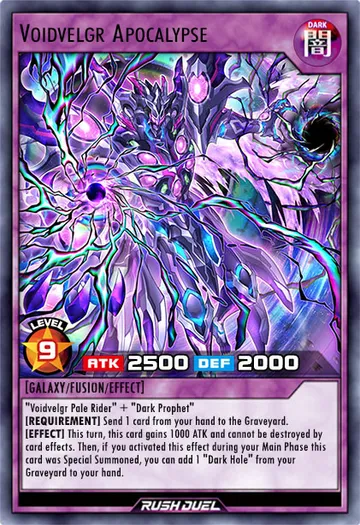 Voidvelgr Apocalypse
DARK
闇
LEVEL
9
ATK 2500 DEF 2000
[GALAXY/FUSION/EFFECT]
"Voidvelgr Pale Rider" + "Dark Prophet"
[REQUIREMENT] Send 1 card from your hand to the Graveyard.
[EFFECT] This turn, this card gains 1000 ATK and cannot be destroyed by
card effects. Then, if you activated this effect during your Main Phase this
card was Special Summoned, you can add 1 "Dark Hole" from your
Graveyard to your hand.
RUSH DUEL